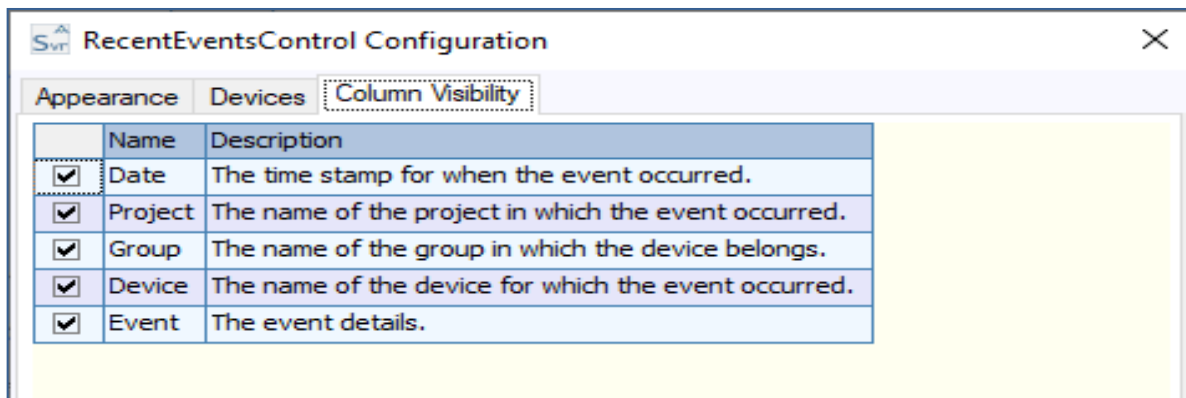 Svr RecentEventsControl Configuration
Appearance Devices Column Visibility
Name Description
Date The time stamp for when the event occurred.
Project The name of the project in which the event occurred.
Group The name of the group in which the device belongs.
Device The name of the device for which the event occurred.
Event The event details.